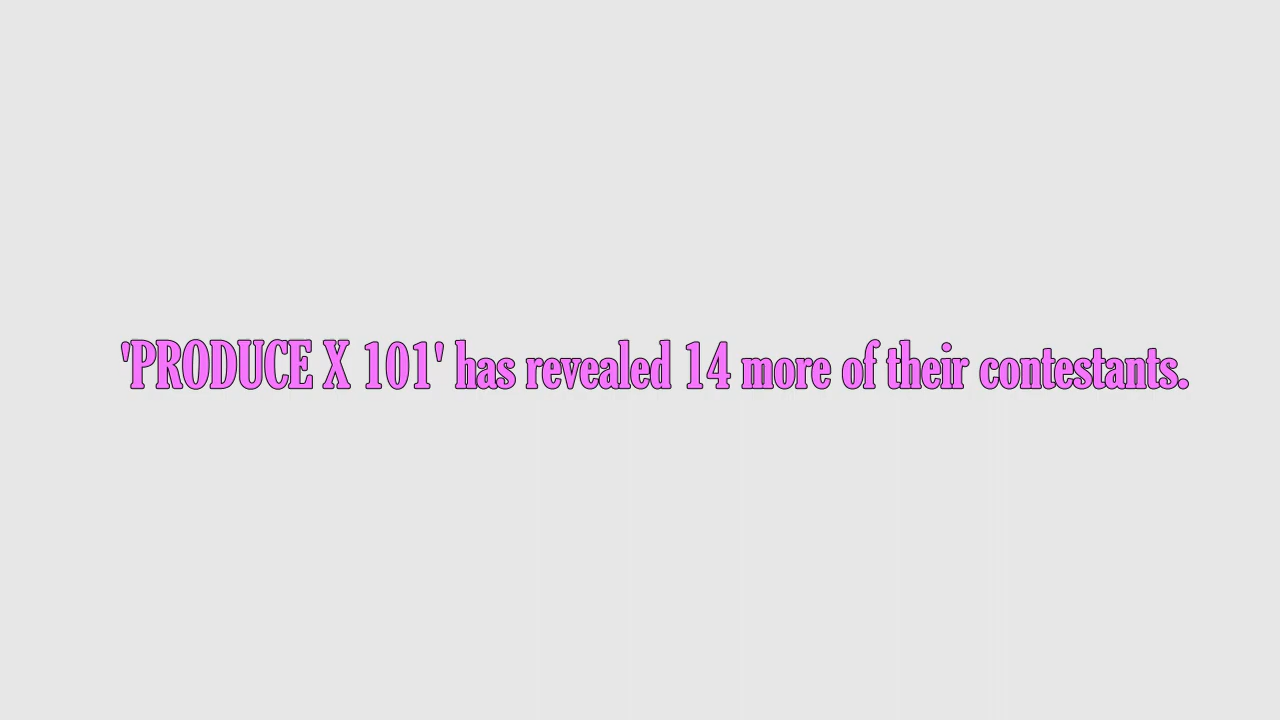 'PRODUCE X 101' has revealed 14 more of their contestants.